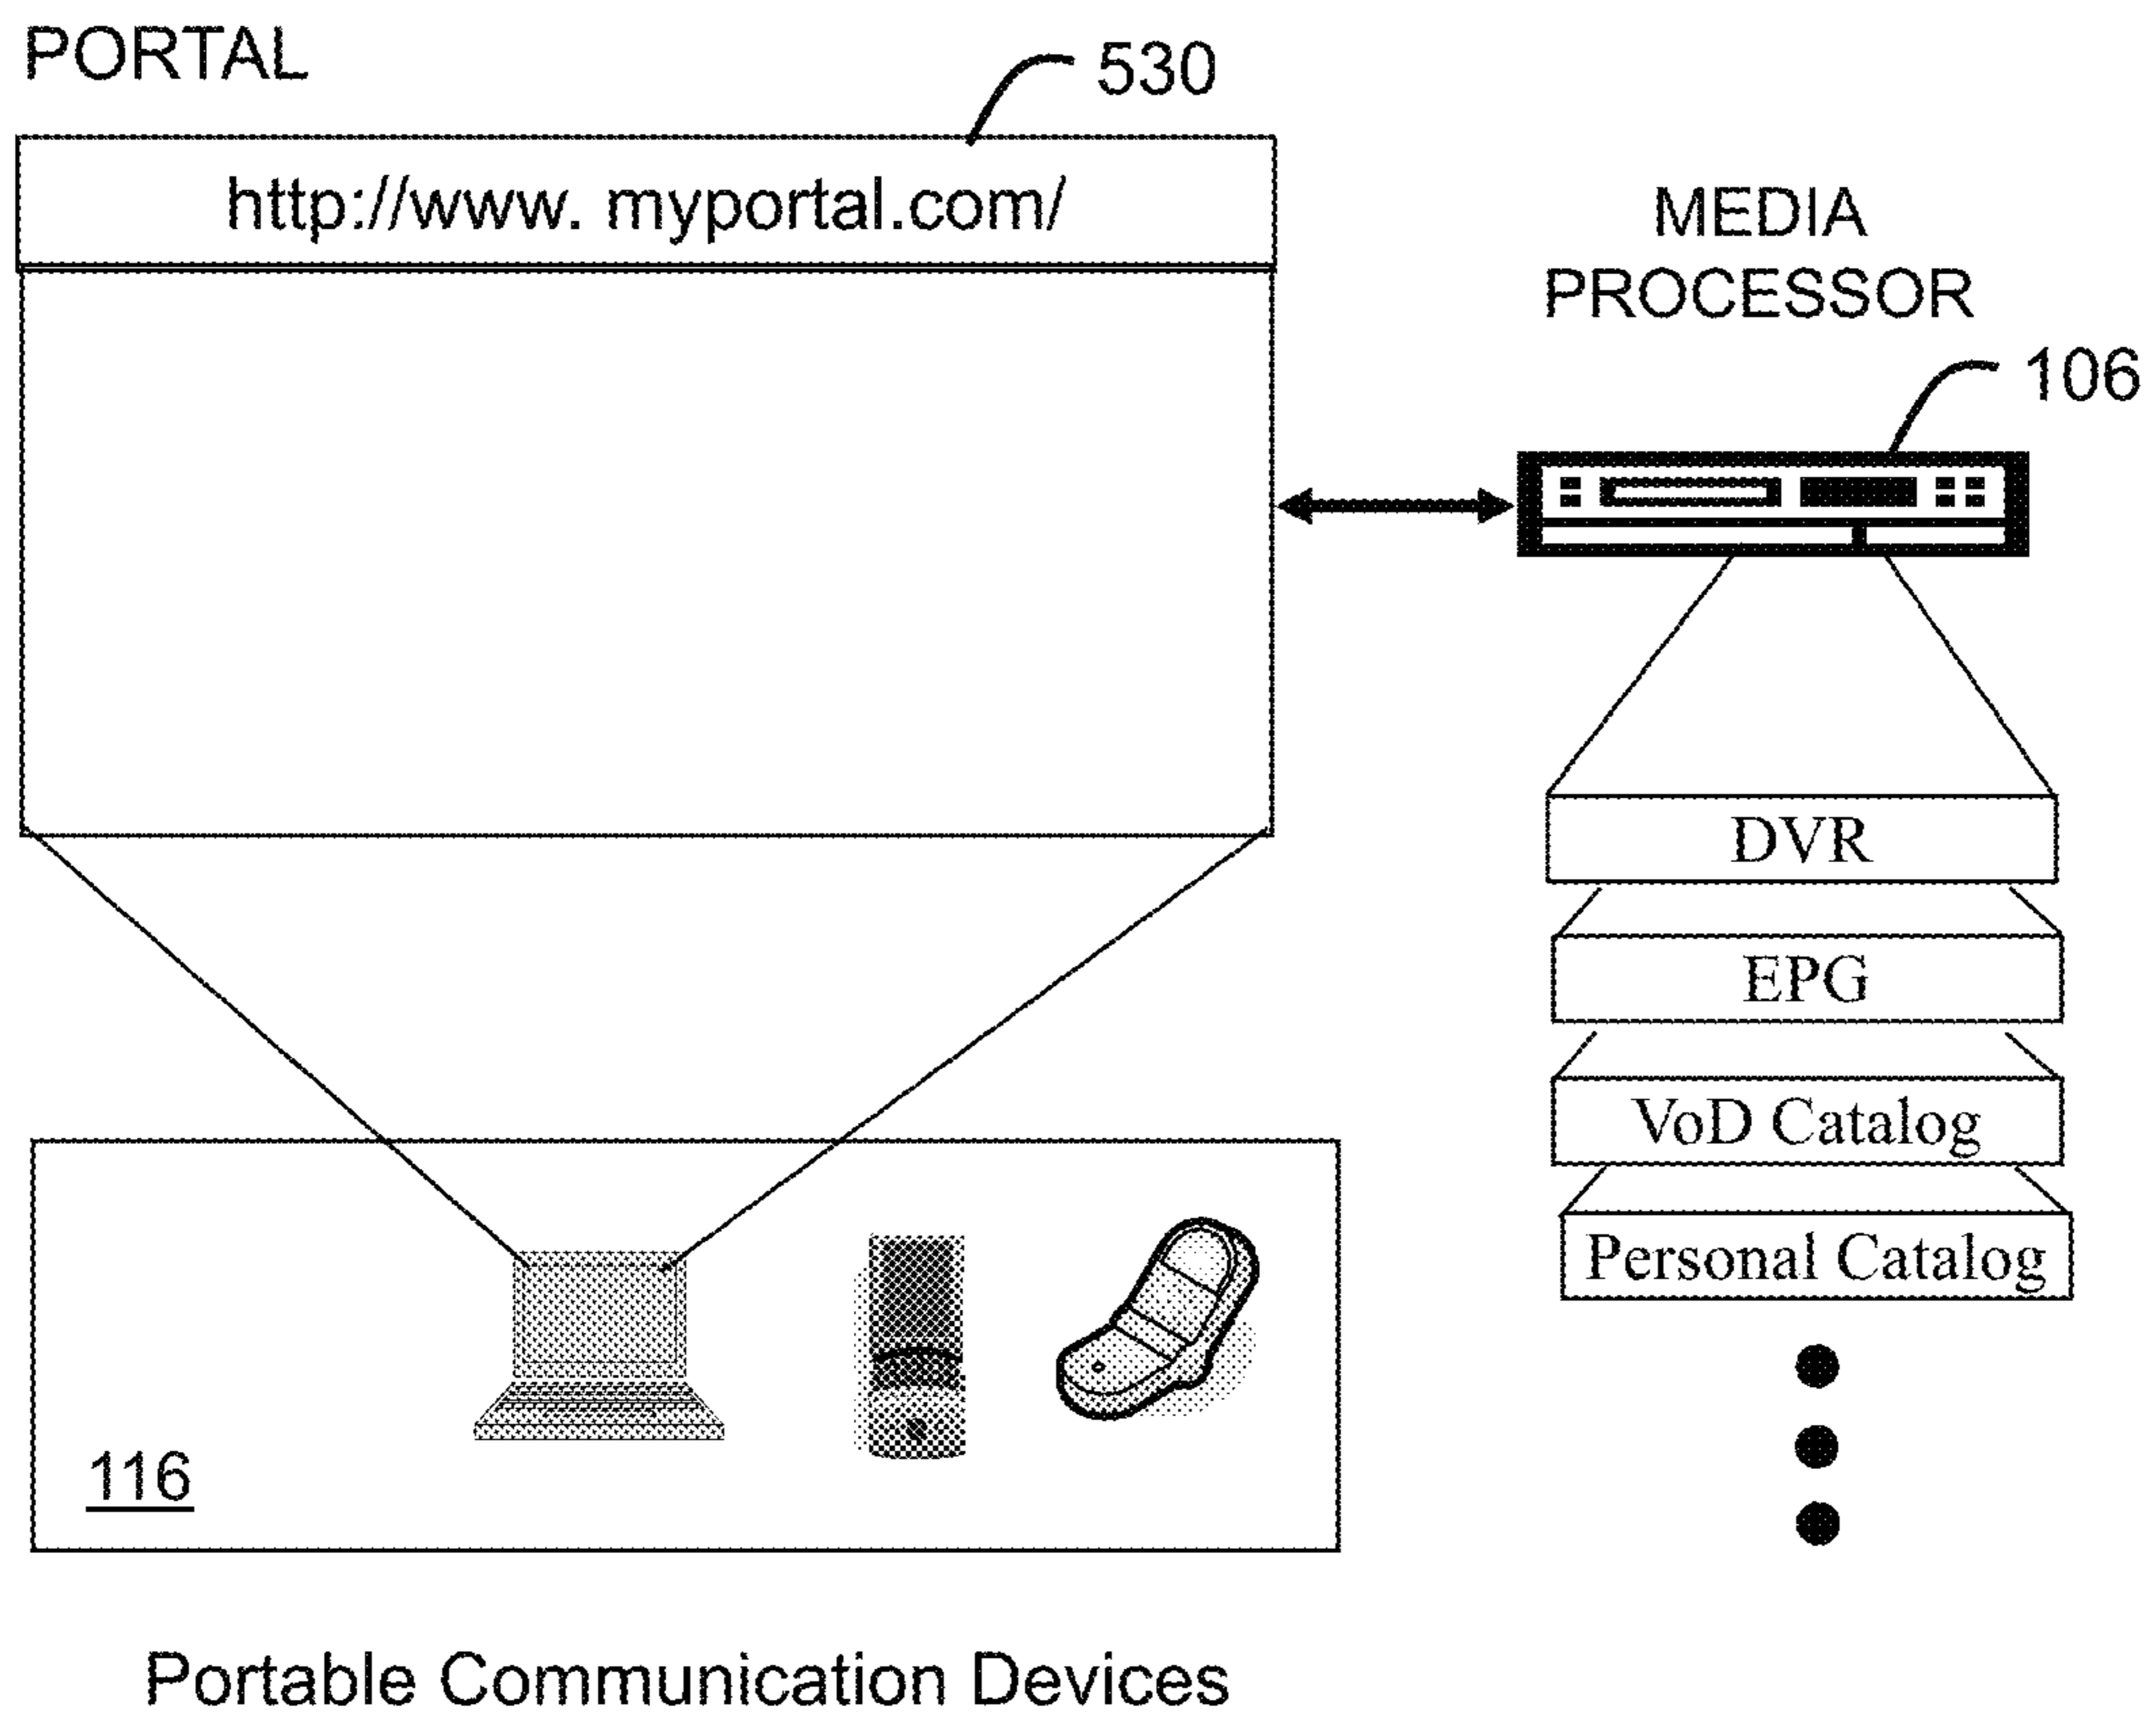 PORTAL
530
http://www. myportal.com/
MEDIA
PROCESSOR
106
DVR
EPG
VoD Catalog
Personal Catalog
116
Portable Communication Devices